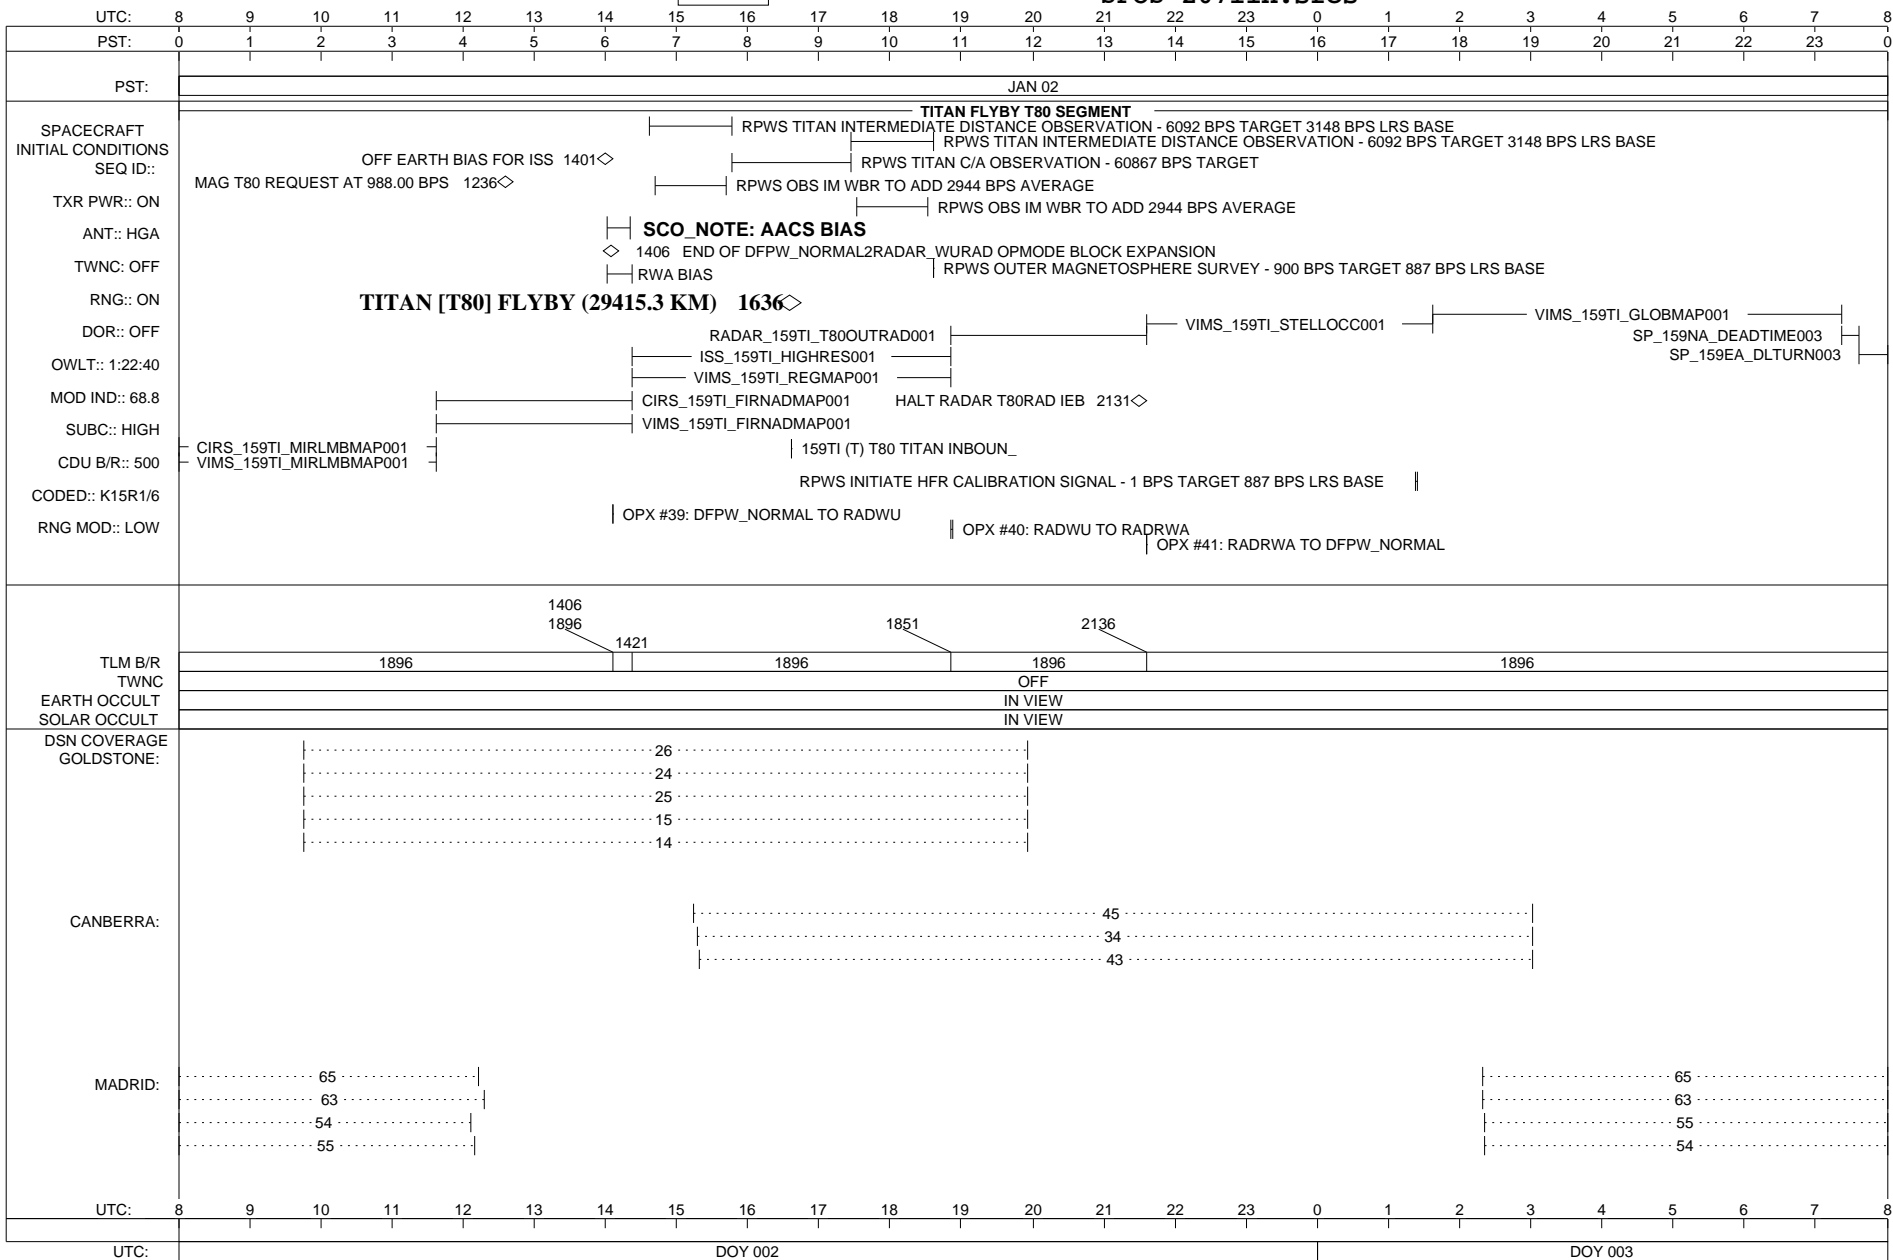 UTC: 8 9 10 11 12 13 14 15 16 17 18 19 20 21 22 23 0 1 2 3 4 5 6 7 8
PST: 0 1 2 3 4 5 6 7 8 9 10 11 12 13 14 15 16 17 18 19 20 21 22 23 0
PST: JAN 02
TITAN FLYBY T80 SEGMENT
SPACECRAFT
INITIAL CONDITIONS
SEQ ID::
TXR PWR:: ON
ANT:: HGA
TWNC: OFF
RNG:: ON
DOR:: OFF
OWLT:: 1:22:40
MOD IND:: 68.8
SUBC:: HIGH
CDU B/R:: 500
CODED:: K15R1/6
RNG MOD:: LOW
RPWS TITAN INTERMEDIATE DISTANCE OBSERVATION - 6092 BPS TARGET 3148 BPS LRS BASE
RPWS TITAN INTERMEDIATE DISTANCE OBSERVATION - 6092 BPS TARGET 3148 BPS LRS BASE
OFF EARTH BIAS FOR ISS 1401
RPWS TITAN C/A OBSERVATION - 60867 BPS TARGET
MAG T80 REQUEST AT 988.00 BPS 1236
RPWS OBS IM WBR TO ADD 2944 BPS AVERAGE
RPWS OBS IM WBR TO ADD 2944 BPS AVERAGE
SCO_NOTE: AACS BIAS
1406 END OF DFPW_NORMAL2RADAR_WURAD OPMODE BLOCK EXPANSION
RWA BIAS
RPWS OUTER MAGNETOSPHERE SURVEY - 900 BPS TARGET 887 BPS LRS BASE
TITAN [T80] FLYBY (29415.3 KM) 1636
VIMS_159TI_GLOBMAP001
VIMS_159TI_STELLOCC001
RADAR_159TI_T80OUTRAD001
SP_159NA_DEADTIME003
ISS_159TI_HIGHRES001
SP_159EA_DLTURN003
VIMS_159TI_REGMAP001
CIRS_159TI_FIRNADMAP001
HALT RADAR T80RAD IEB 2131
VIMS_159TI_FIRNADMAP001
CIRS_159TI_MIRLMBMAP001
159TI (T) T80 TITAN INBOUN_
VIMS_159TI_MIRLMBMAP001
RPWS INITIATE HFR CALIBRATION SIGNAL - 1 BPS TARGET 887 BPS LRS BASE
OPX #39: DFPW_NORMAL TO RADWU
OPX #40: RADWU TO RADRWA
OPX #41: RADRWA TO DFPW_NORMAL
1406
1896 1851 2136
1421
TLM B/R 1896 1896 1896 1896
TWNC OFF
EARTH OCCULT IN VIEW
SOLAR OCCULT IN VIEW
DSN COVERAGE
GOLDSTONE:
26
24
25
15
14
CANBERRA:
45
34
43
MADRID:
65 65
63 63
54 55
55 54
UTC: 8 9 10 11 12 13 14 15 16 17 18 19 20 21 22 23 0 1 2 3 4 5 6 7 8
UTC: DOY 002 DOY 003